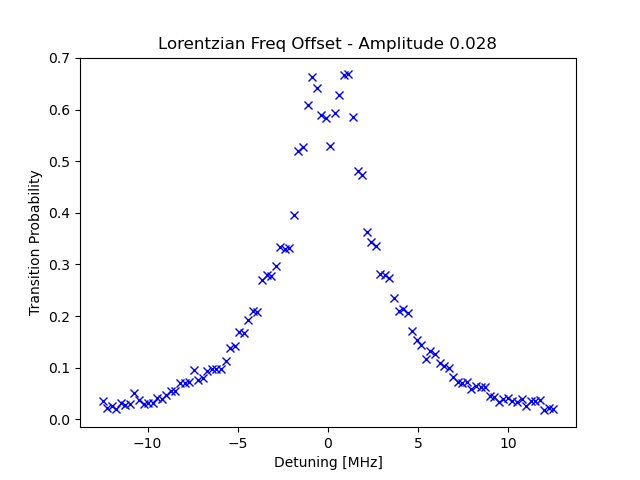 Lorentzian Freq Offset - Amplitude 0.028
0.7
0.6
0.5
0.4
0.3
0.2
0.1
0.0
Transition Probability
−10 −5 0 5 10
Detuning [MHz]